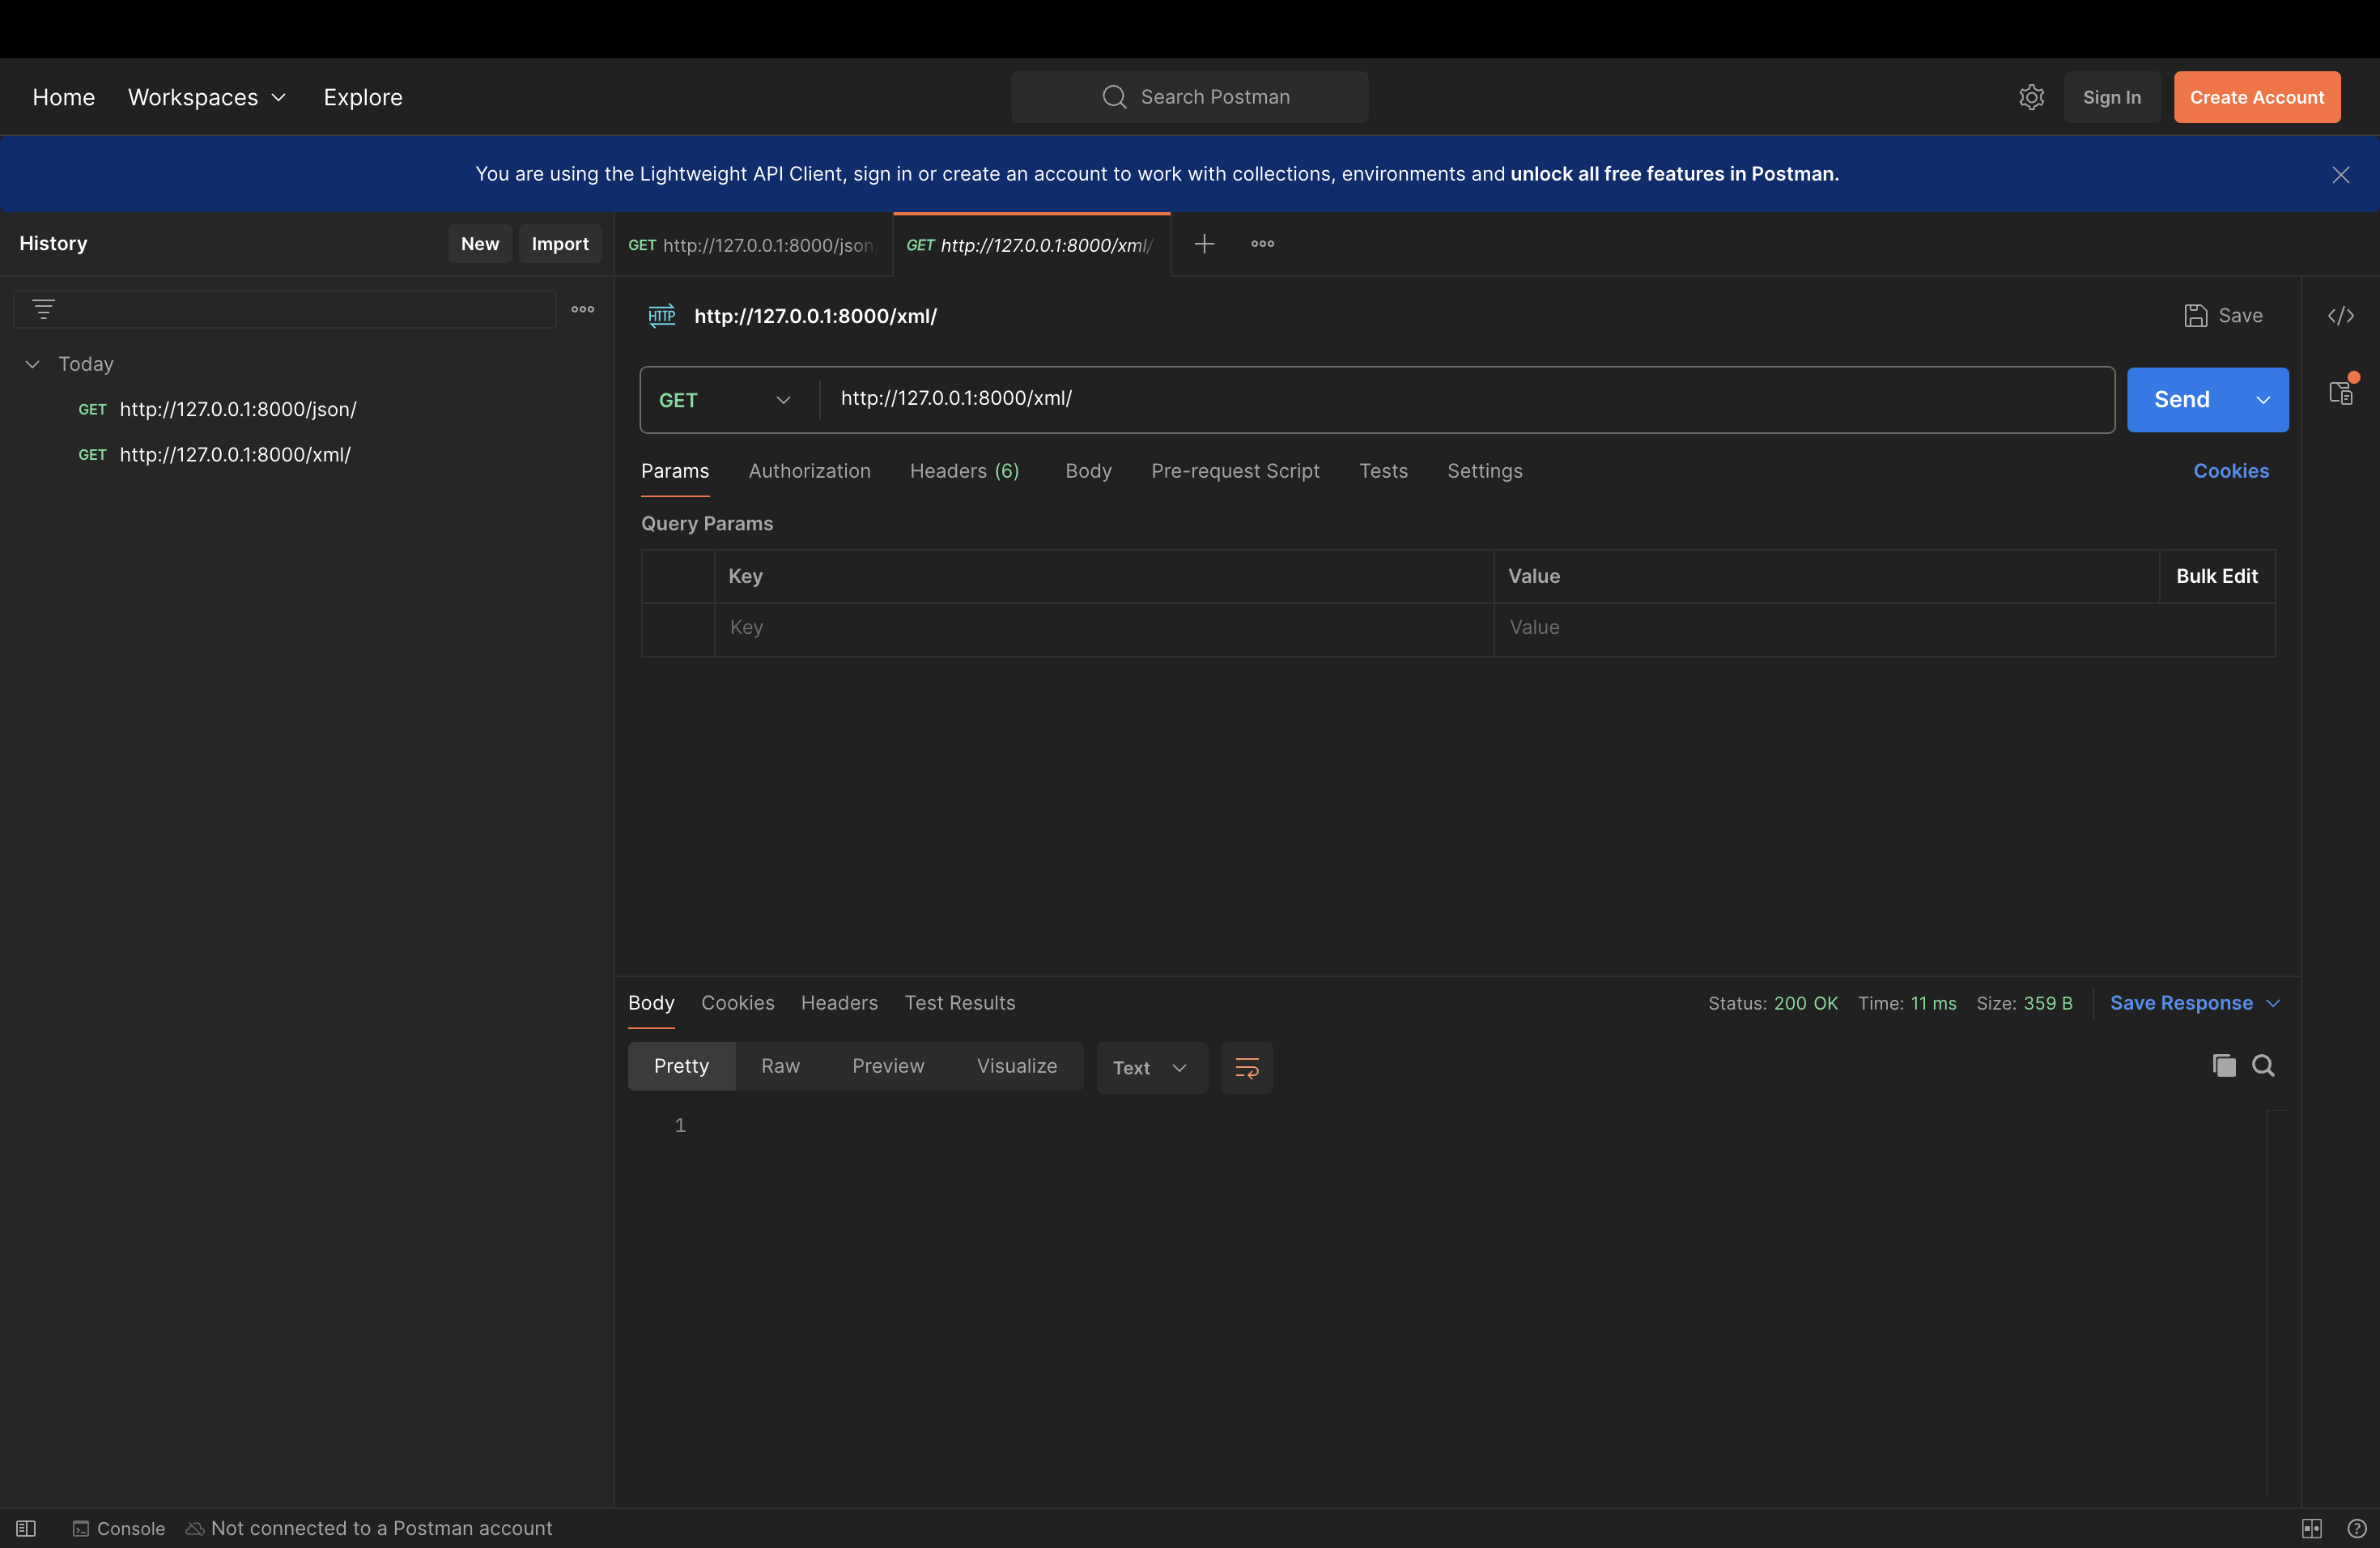 Home Workspaces Explore Search Postman Sign In Create Account
You are using the Lightweight API Client, sign in or create an account to work with collections, environments and unlock all free features in Postman.
History New Import
GET http://127.0.0.1:8000/json/ GET http://127.0.0.1:8000/xml/
Today
GET http://127.0.0.1:8000/json/
GET http://127.0.0.1:8000/xml/
HTTP http://127.0.0.1:8000/xml/ Save
GET http://127.0.0.1:8000/xml/ Send
Params Authorization Headers (6) Body Pre-request Script Tests Settings Cookies
Query Params
Key Value Bulk Edit
Key Value
Body Cookies Headers Test Results Status: 200 OK Time: 11 ms Size: 359 B Save Response
Pretty Raw Preview Visualize Text
1
Console Not connected to a Postman account